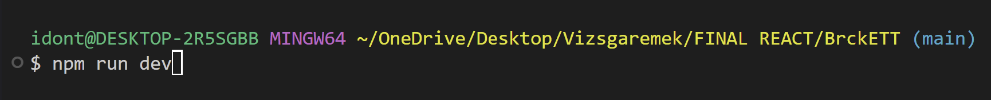 idont@DESKTOP-2R5SGBB MINGW64 ~/OneDrive/Desktop/Vizsgaremek/FINAL REACT/BrckETT (main)
$ npm run dev